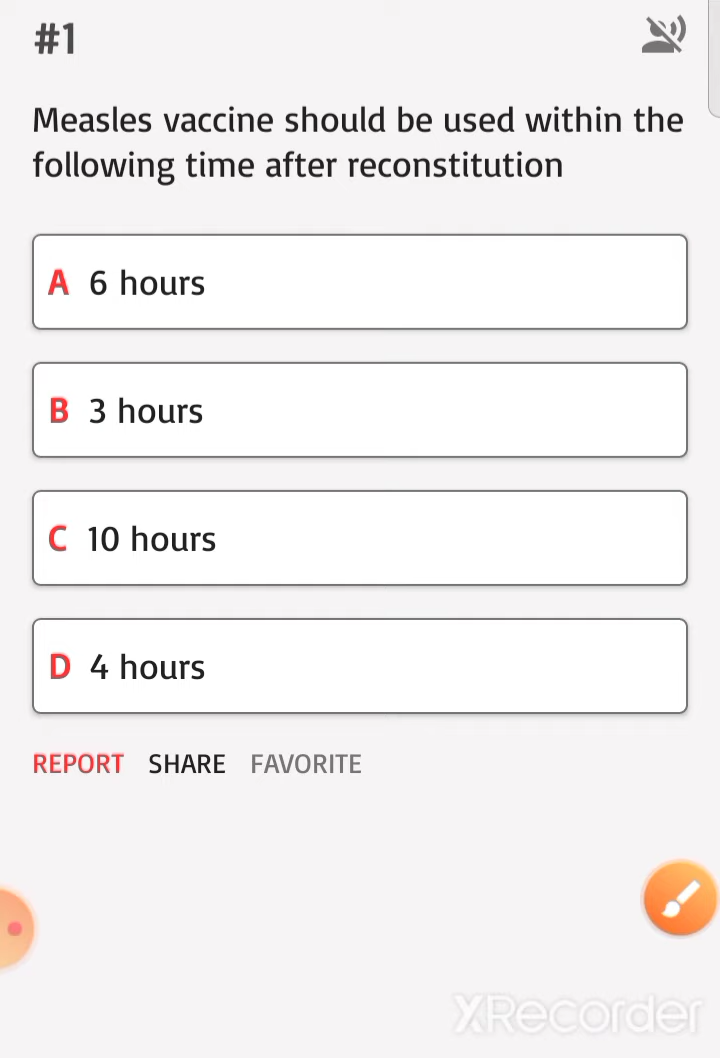 #1
Measles vaccine should be used within the
following time after reconstitution
A 6 hours
B 3 hours
C 10 hours
D 4 hours
REPORT SHARE FAVORITE
XRecorder